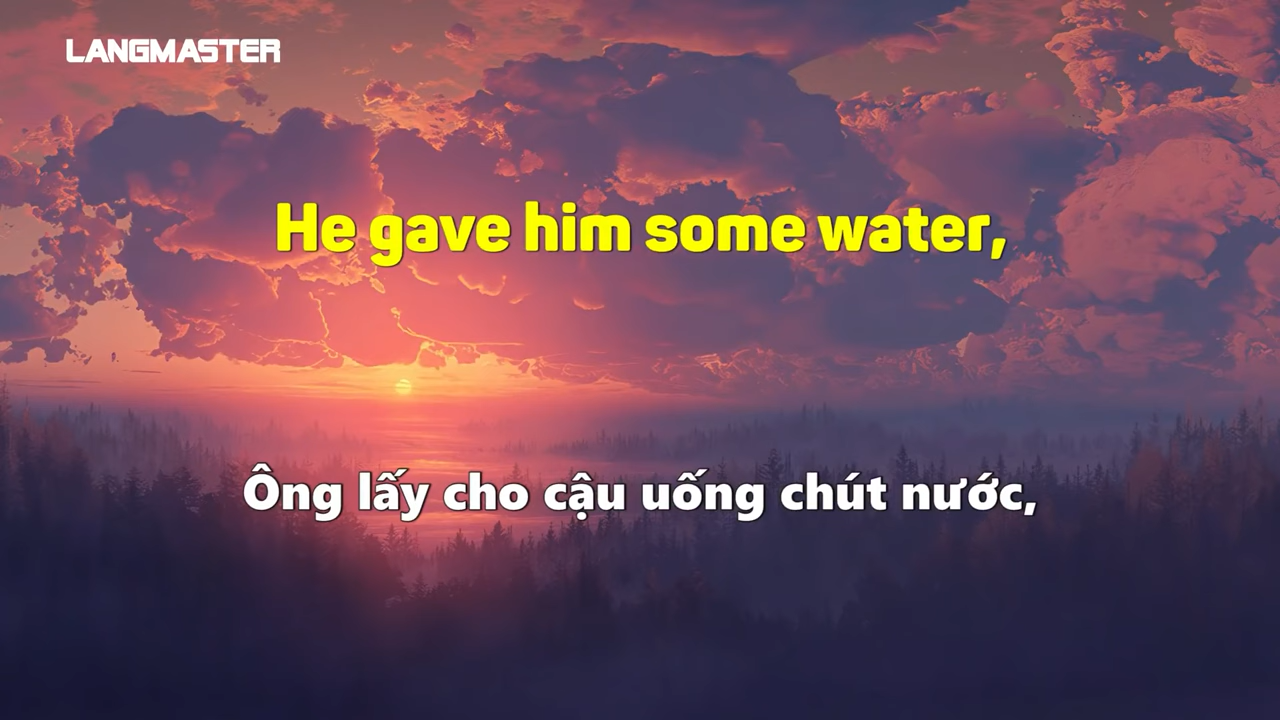 LANGMASTER
He gave him some water,
Ông lấy cho cậu uống chút nước,